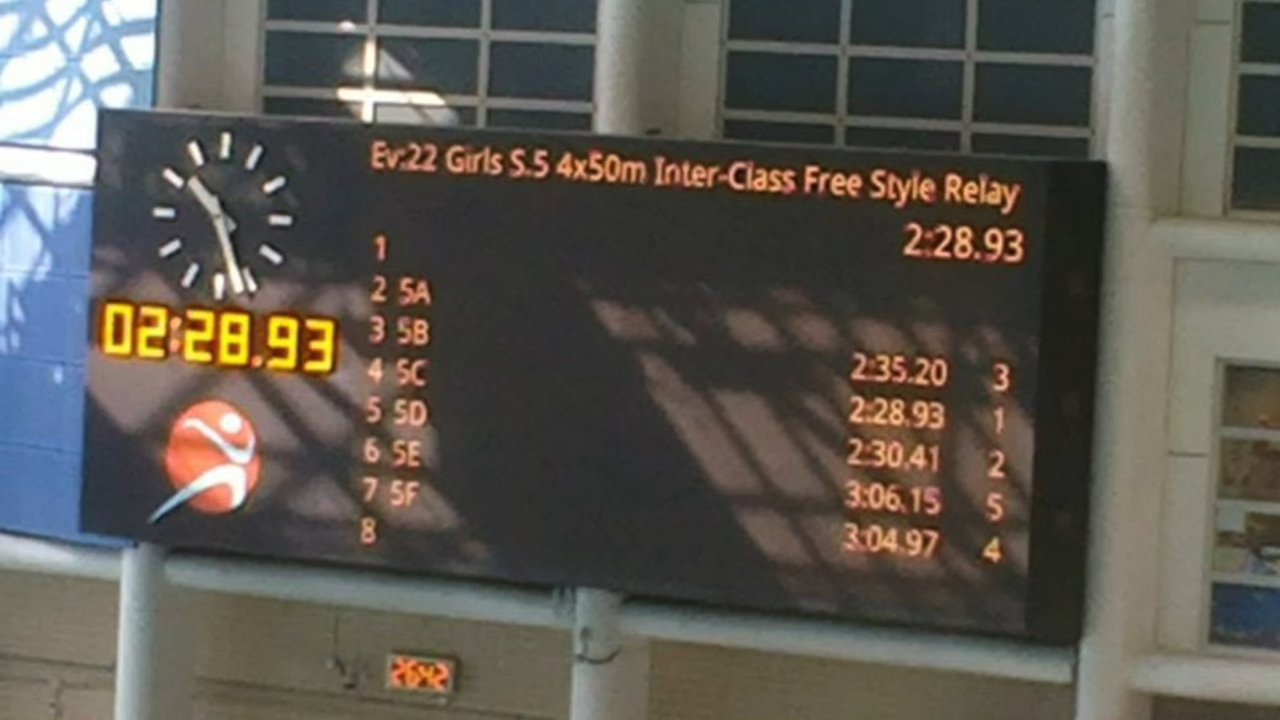 Ev:22 Girls S.5 4x50m Inter-Class Free Style Relay
2:28.93
1
2 5A
3 5B 2:35.20 3
4 5C 2:28.93 1
5 5D 2:30.41 2
6 5E 3:06.15 5
7 5F 3:04.97 4
8
02:28.93